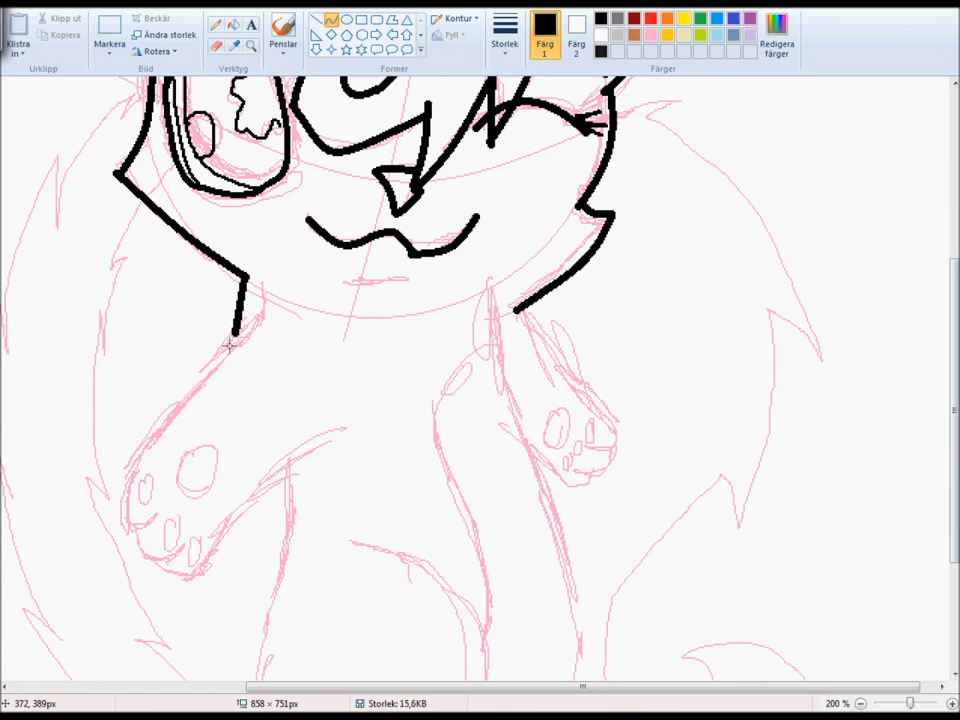 Klistra in
Klipp ut
Kopiera
Urklipp
Markera
Beskär
Ändra storlek
Rotera
Bild
A
Verktyg
Penslar
Kontur
Fyll
Former
Storlek
Färg 1
Färg 2
Redigera färger
Färger
372, 389px
858 × 751px
Storlek: 15,6KB
200 %